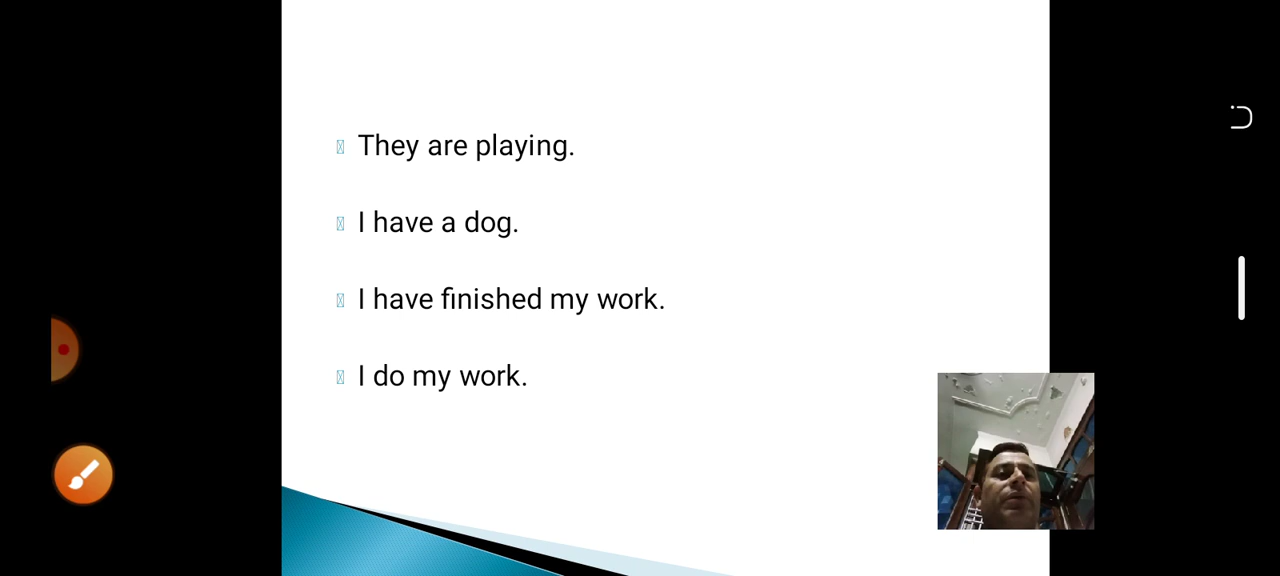 They are playing.
I have a dog.
I have finished my work.
I do my work.